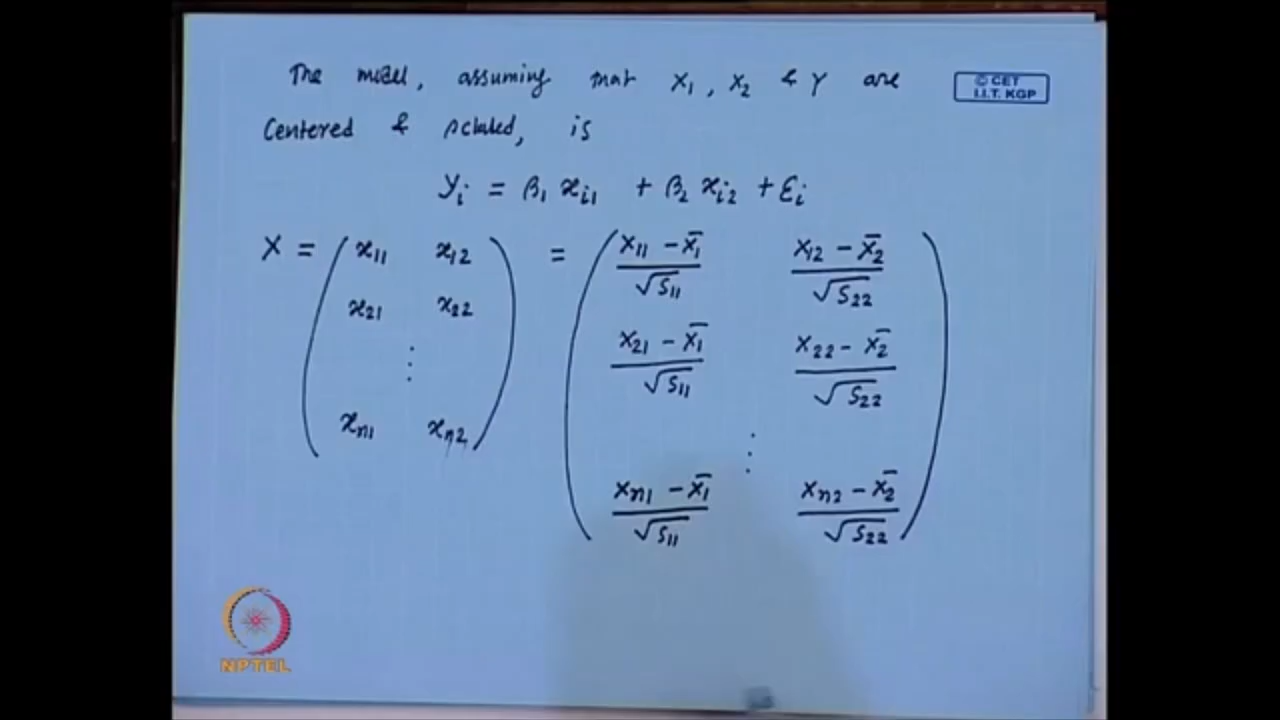 The model, assuming that X₁, X₂ & Y are
© CET
I.I.T. KGP
Centered & sclaled, is
yᵢ = β₁ xᵢ₁ + β₂ xᵢ₂ + εᵢ
X = ( x₁₁ x₁₂ ; x₂₁ x₂₂ ; ⋮ ; xₙ₁ xₙ₂ ) = ( (X₁₁ − X̄₁)/√S₁₁ (X₁₂ − X̄₂)/√S₂₂ ; (X₂₁ − X̄₁)/√S₁₁ (X₂₂ − X̄₂)/√S₂₂ ; ⋮ ; (Xₙ₁ − X̄₁)/√S₁₁ (Xₙ₂ − X̄₂)/√S₂₂ )
NPTEL